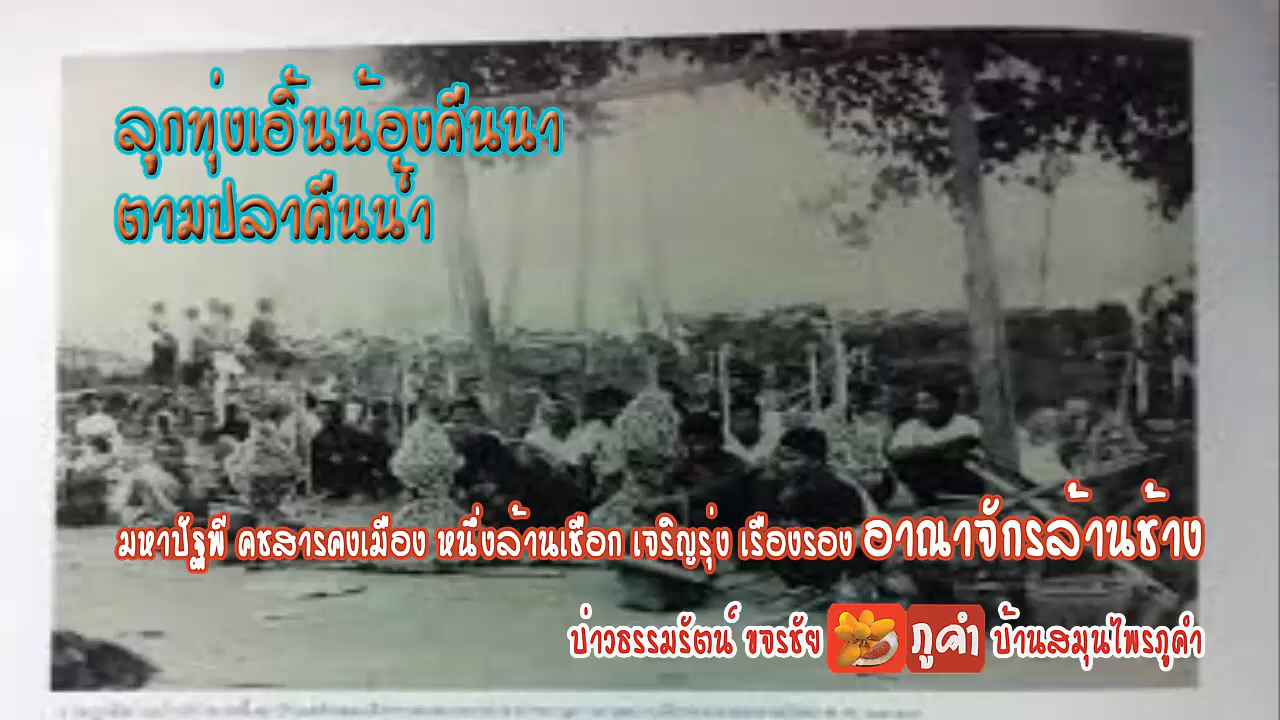 ลูกทุ่งเอิ้นน้องคืนนา
ตามปลาคืนน้ำ
มหาปัฐพี คชสารคงเมือง หนึ่งล้านเชือก เจริญรุ่ง เรืองรอง อาณาจักรล้านช้าง
บ่าวธรรมรัตน์ ขจรชัย ภูคำ บ้านสมุนไพรภูคำ